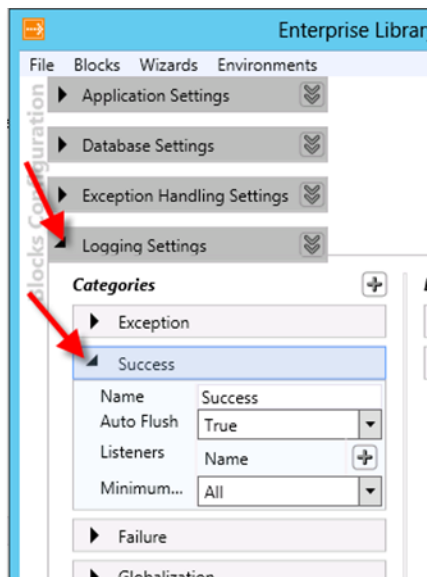 Enterprise Librar
File Blocks Wizards Environments
Blocks Configuration
Application Settings
Database Settings
Exception Handling Settings
Logging Settings
Categories
Exception
Success
Name Success
Auto Flush True
Listeners Name
Minimum... All
Failure
Globalization